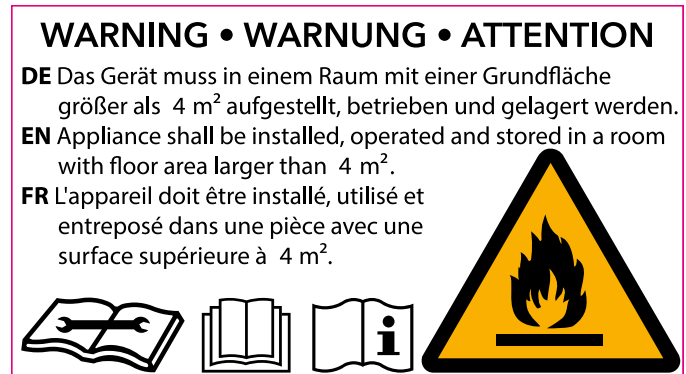 WARNING • WARNUNG • ATTENTION
DE Das Gerät muss in einem Raum mit einer Grundfläche
größer als 4 m² aufgestellt, betrieben und gelagert werden.
EN Appliance shall be installed, operated and stored in a room
with floor area larger than 4 m².
FR L'appareil doit être installé, utilisé et
entreposé dans une pièce avec une
surface supérieure à 4 m².
i